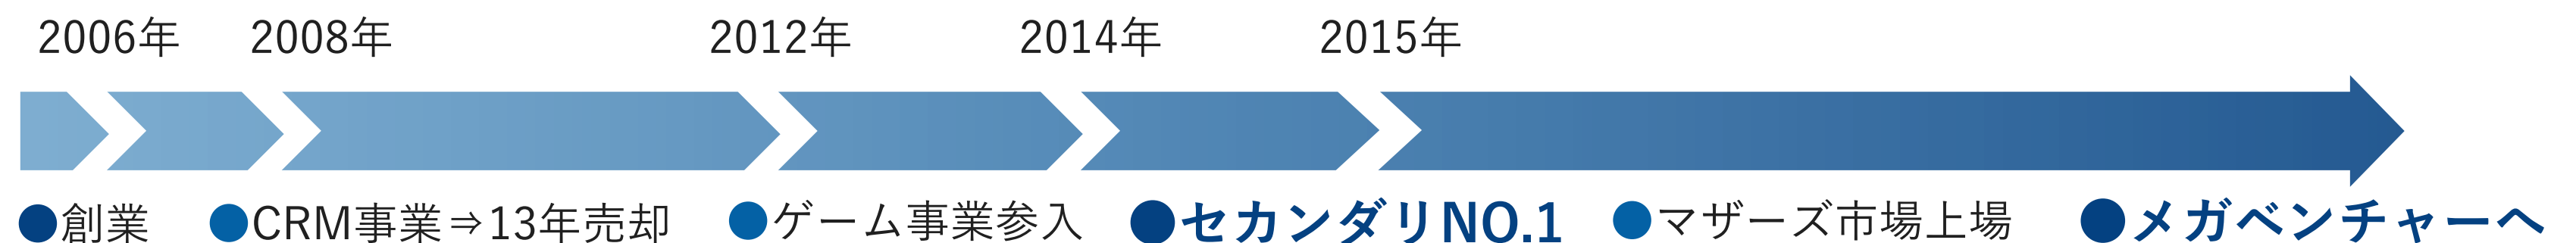 2006年 2008年 2012年 2014年 2015年
●創業 ●CRM事業⇒13年売却 ●ゲーム事業参入 ●セカンダリNO.1 ●マザーズ市場上場 ●メガベンチャーへ